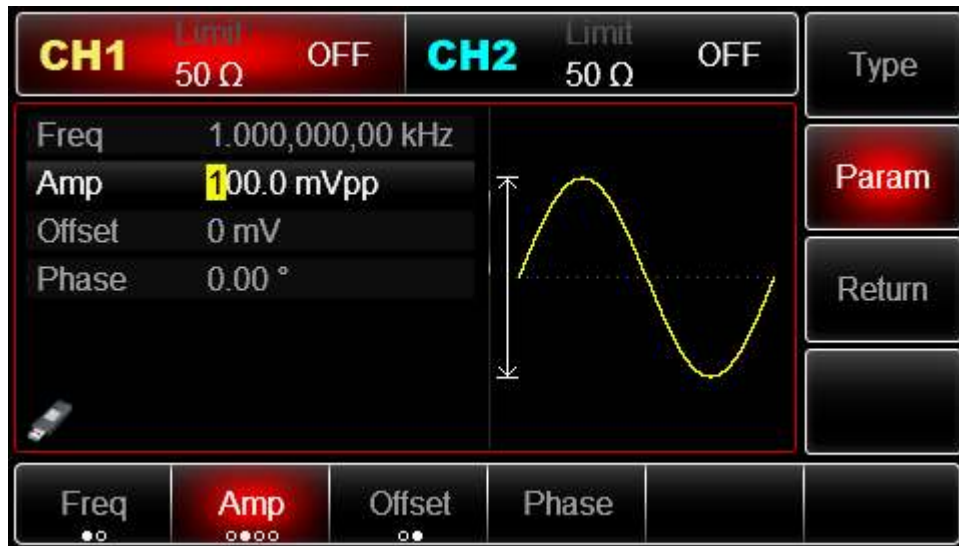 CH1 Limit 50 Ω OFF CH2 Limit 50 Ω OFF
Type
Freq 1.000,000,00 kHz
Amp 100.0 mVpp
Offset 0 mV
Phase 0.00 °
Param
Return
Freq Amp Offset Phase